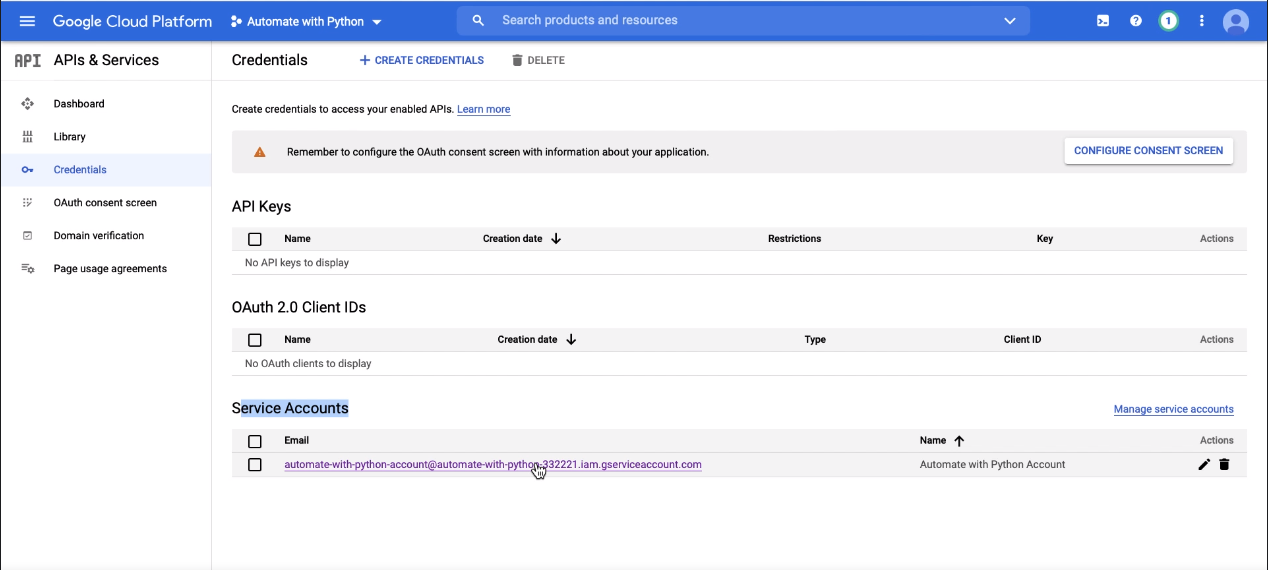 Google Cloud Platform Automate with Python Search products and resources 1
API APIs & Services Credentials + CREATE CREDENTIALS DELETE
Dashboard
Library
Credentials
OAuth consent screen
Domain verification
Page usage agreements
Create credentials to access your enabled APIs. Learn more
Remember to configure the OAuth consent screen with information about your application. CONFIGURE CONSENT SCREEN
API Keys
Name Creation date Restrictions Key Actions
No API keys to display
OAuth 2.0 Client IDs
Name Creation date Type Client ID Actions
No OAuth clients to display
Service Accounts Manage service accounts
Email Name Actions
automate-with-python-account@automate-with-python-332221.iam.gserviceaccount.com Automate with Python Account